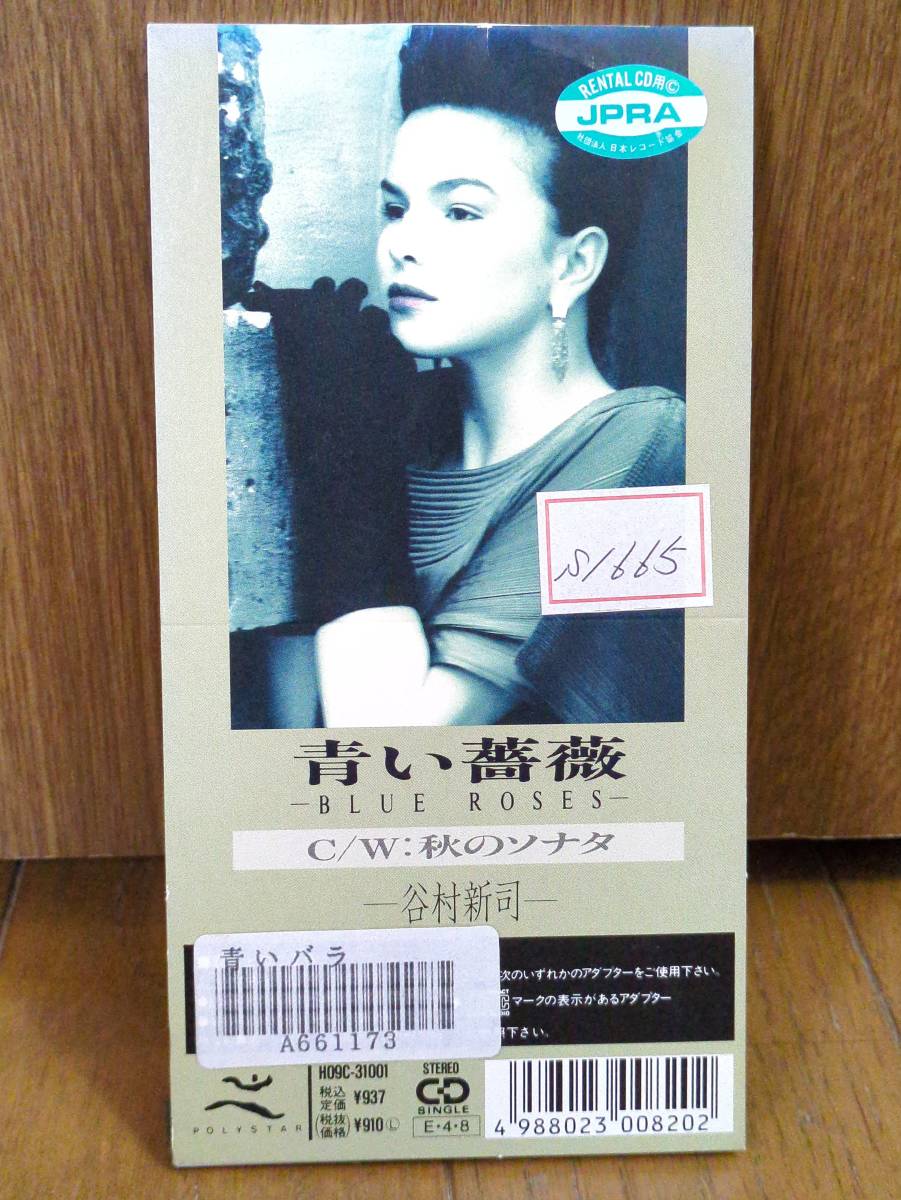 RENTAL CD用©
JPRA
社団法人 日本レコード協会
S1665
青い薔薇
—BLUE ROSES—
C/W:秋のソナタ
—谷村新司—
青いバラ
A661173
次のいずれかのアダプターをご使用下さい。
マークの表示があるアダプター
用下さい。
POLYSTAR
H09C-31001
税込定価 ¥937
(税抜価格) ¥910 Ⓛ
STEREO
CD
SINGLE
E・4・8
4 988023 008202